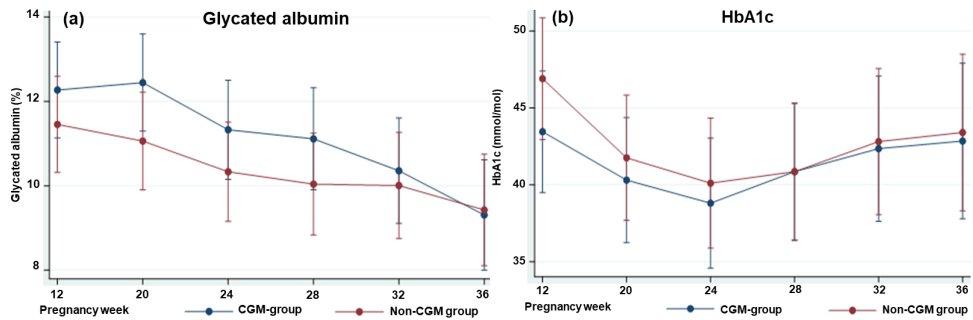 (a) Glycated albumin
14
12
10
8
Glycated albumin (%)
12 20 24 28 32 36
Pregnancy week CGM-group Non-CGM group
(b) HbA1c
50
45
40
35
HbA1c (mmol/mol)
12 20 24 28 32 36
Pregnancy week CGM-group Non-CGM group